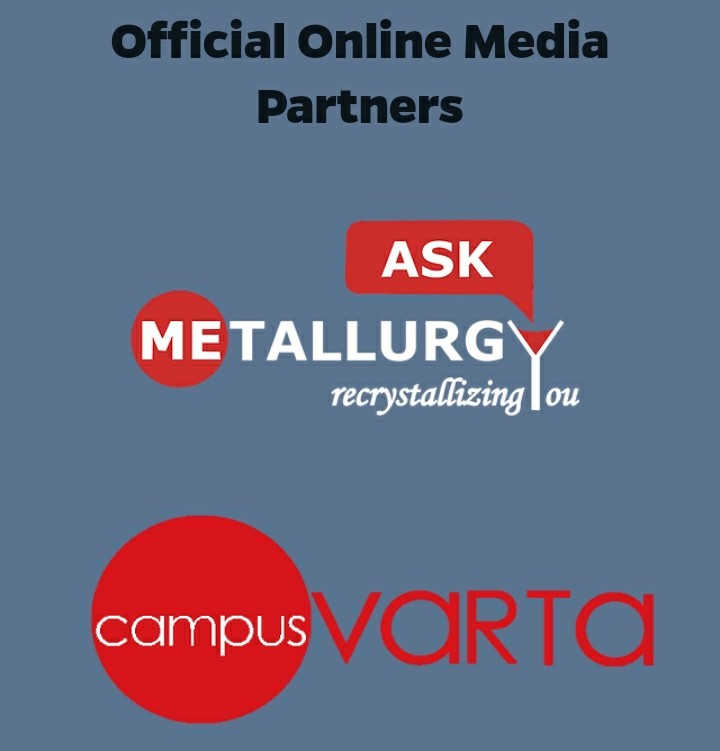 Official Online Media
Partners
ASK
METALLURGY
recrystallizing You
campus VARTA